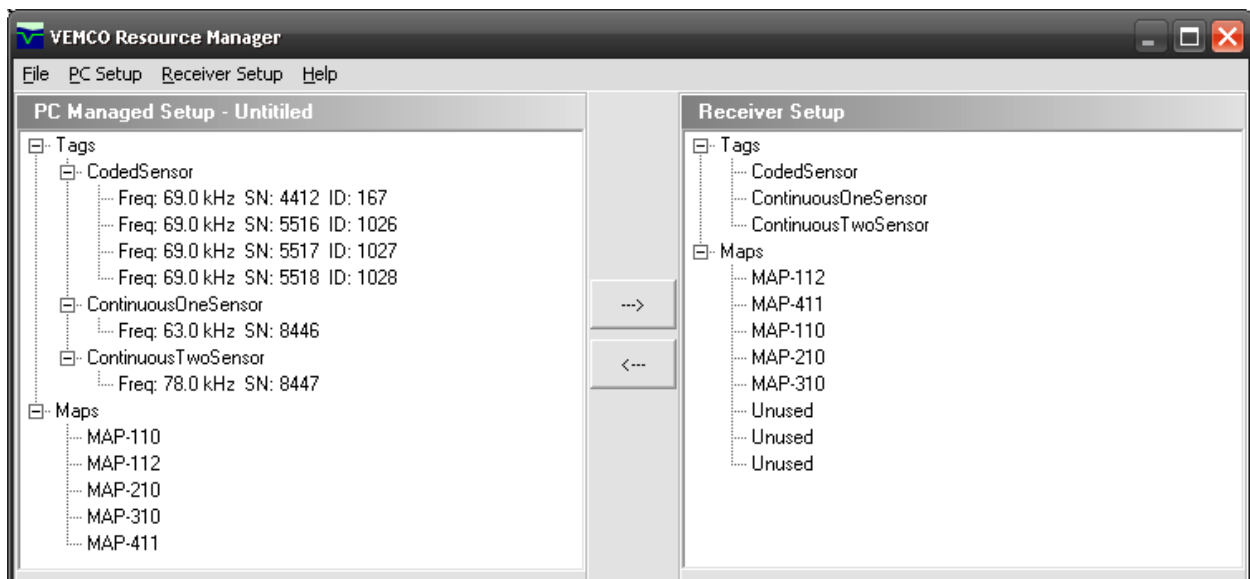 VEMCO Resource Manager
File PC Setup Receiver Setup Help
PC Managed Setup - Untitiled
Tags
CodedSensor
Freq: 69.0 kHz SN: 4412 ID: 167
Freq: 69.0 kHz SN: 5516 ID: 1026
Freq: 69.0 kHz SN: 5517 ID: 1027
Freq: 69.0 kHz SN: 5518 ID: 1028
ContinuousOneSensor
Freq: 63.0 kHz SN: 8446
ContinuousTwoSensor
Freq: 78.0 kHz SN: 8447
Maps
MAP-110
MAP-112
MAP-210
MAP-310
MAP-411
--->
<---
Receiver Setup
Tags
CodedSensor
ContinuousOneSensor
ContinuousTwoSensor
Maps
MAP-112
MAP-411
MAP-110
MAP-210
MAP-310
Unused
Unused
Unused